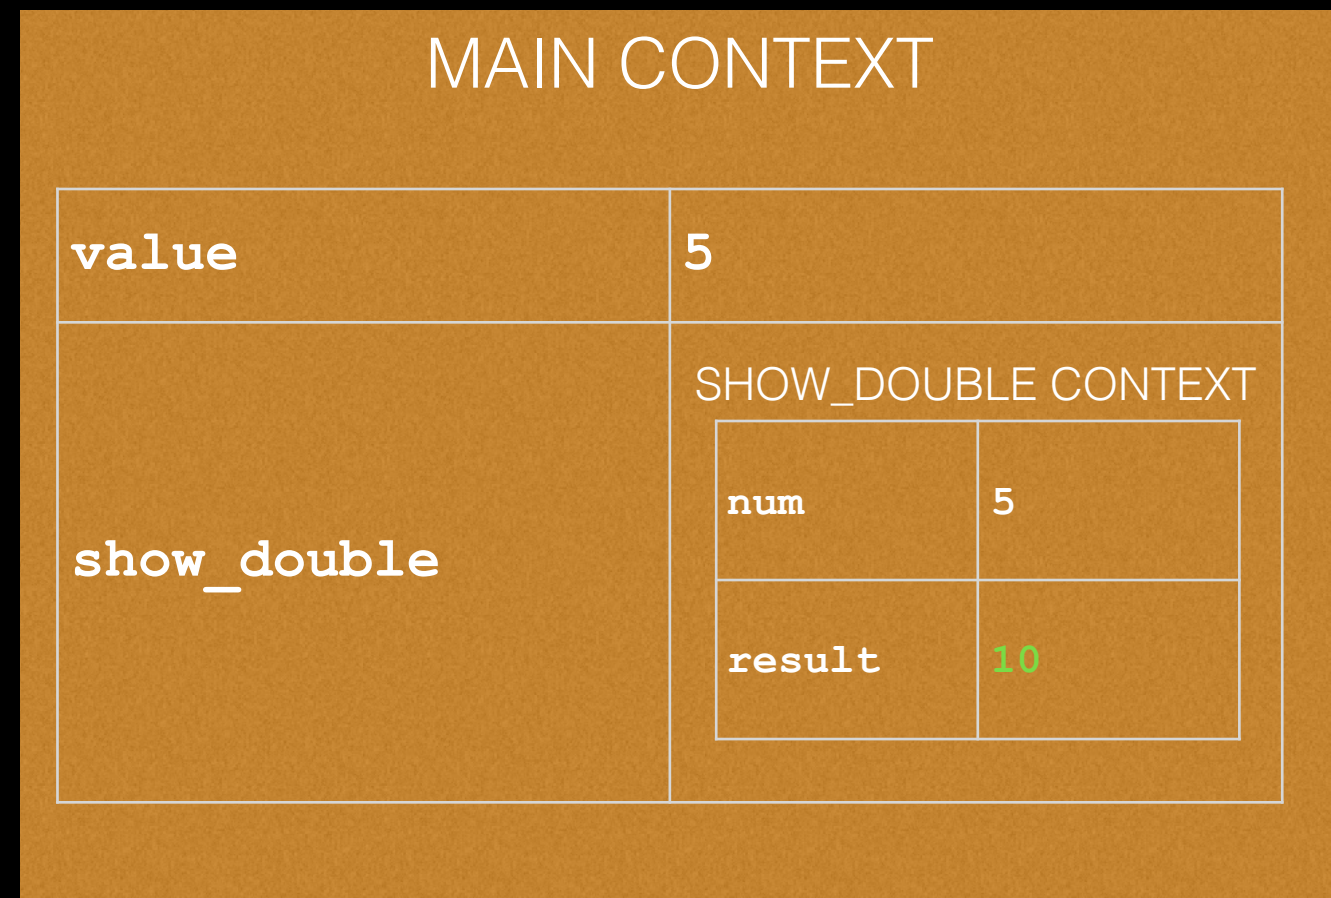 MAIN CONTEXT
value 5
SHOW_DOUBLE CONTEXT
num 5
show_double
result 10